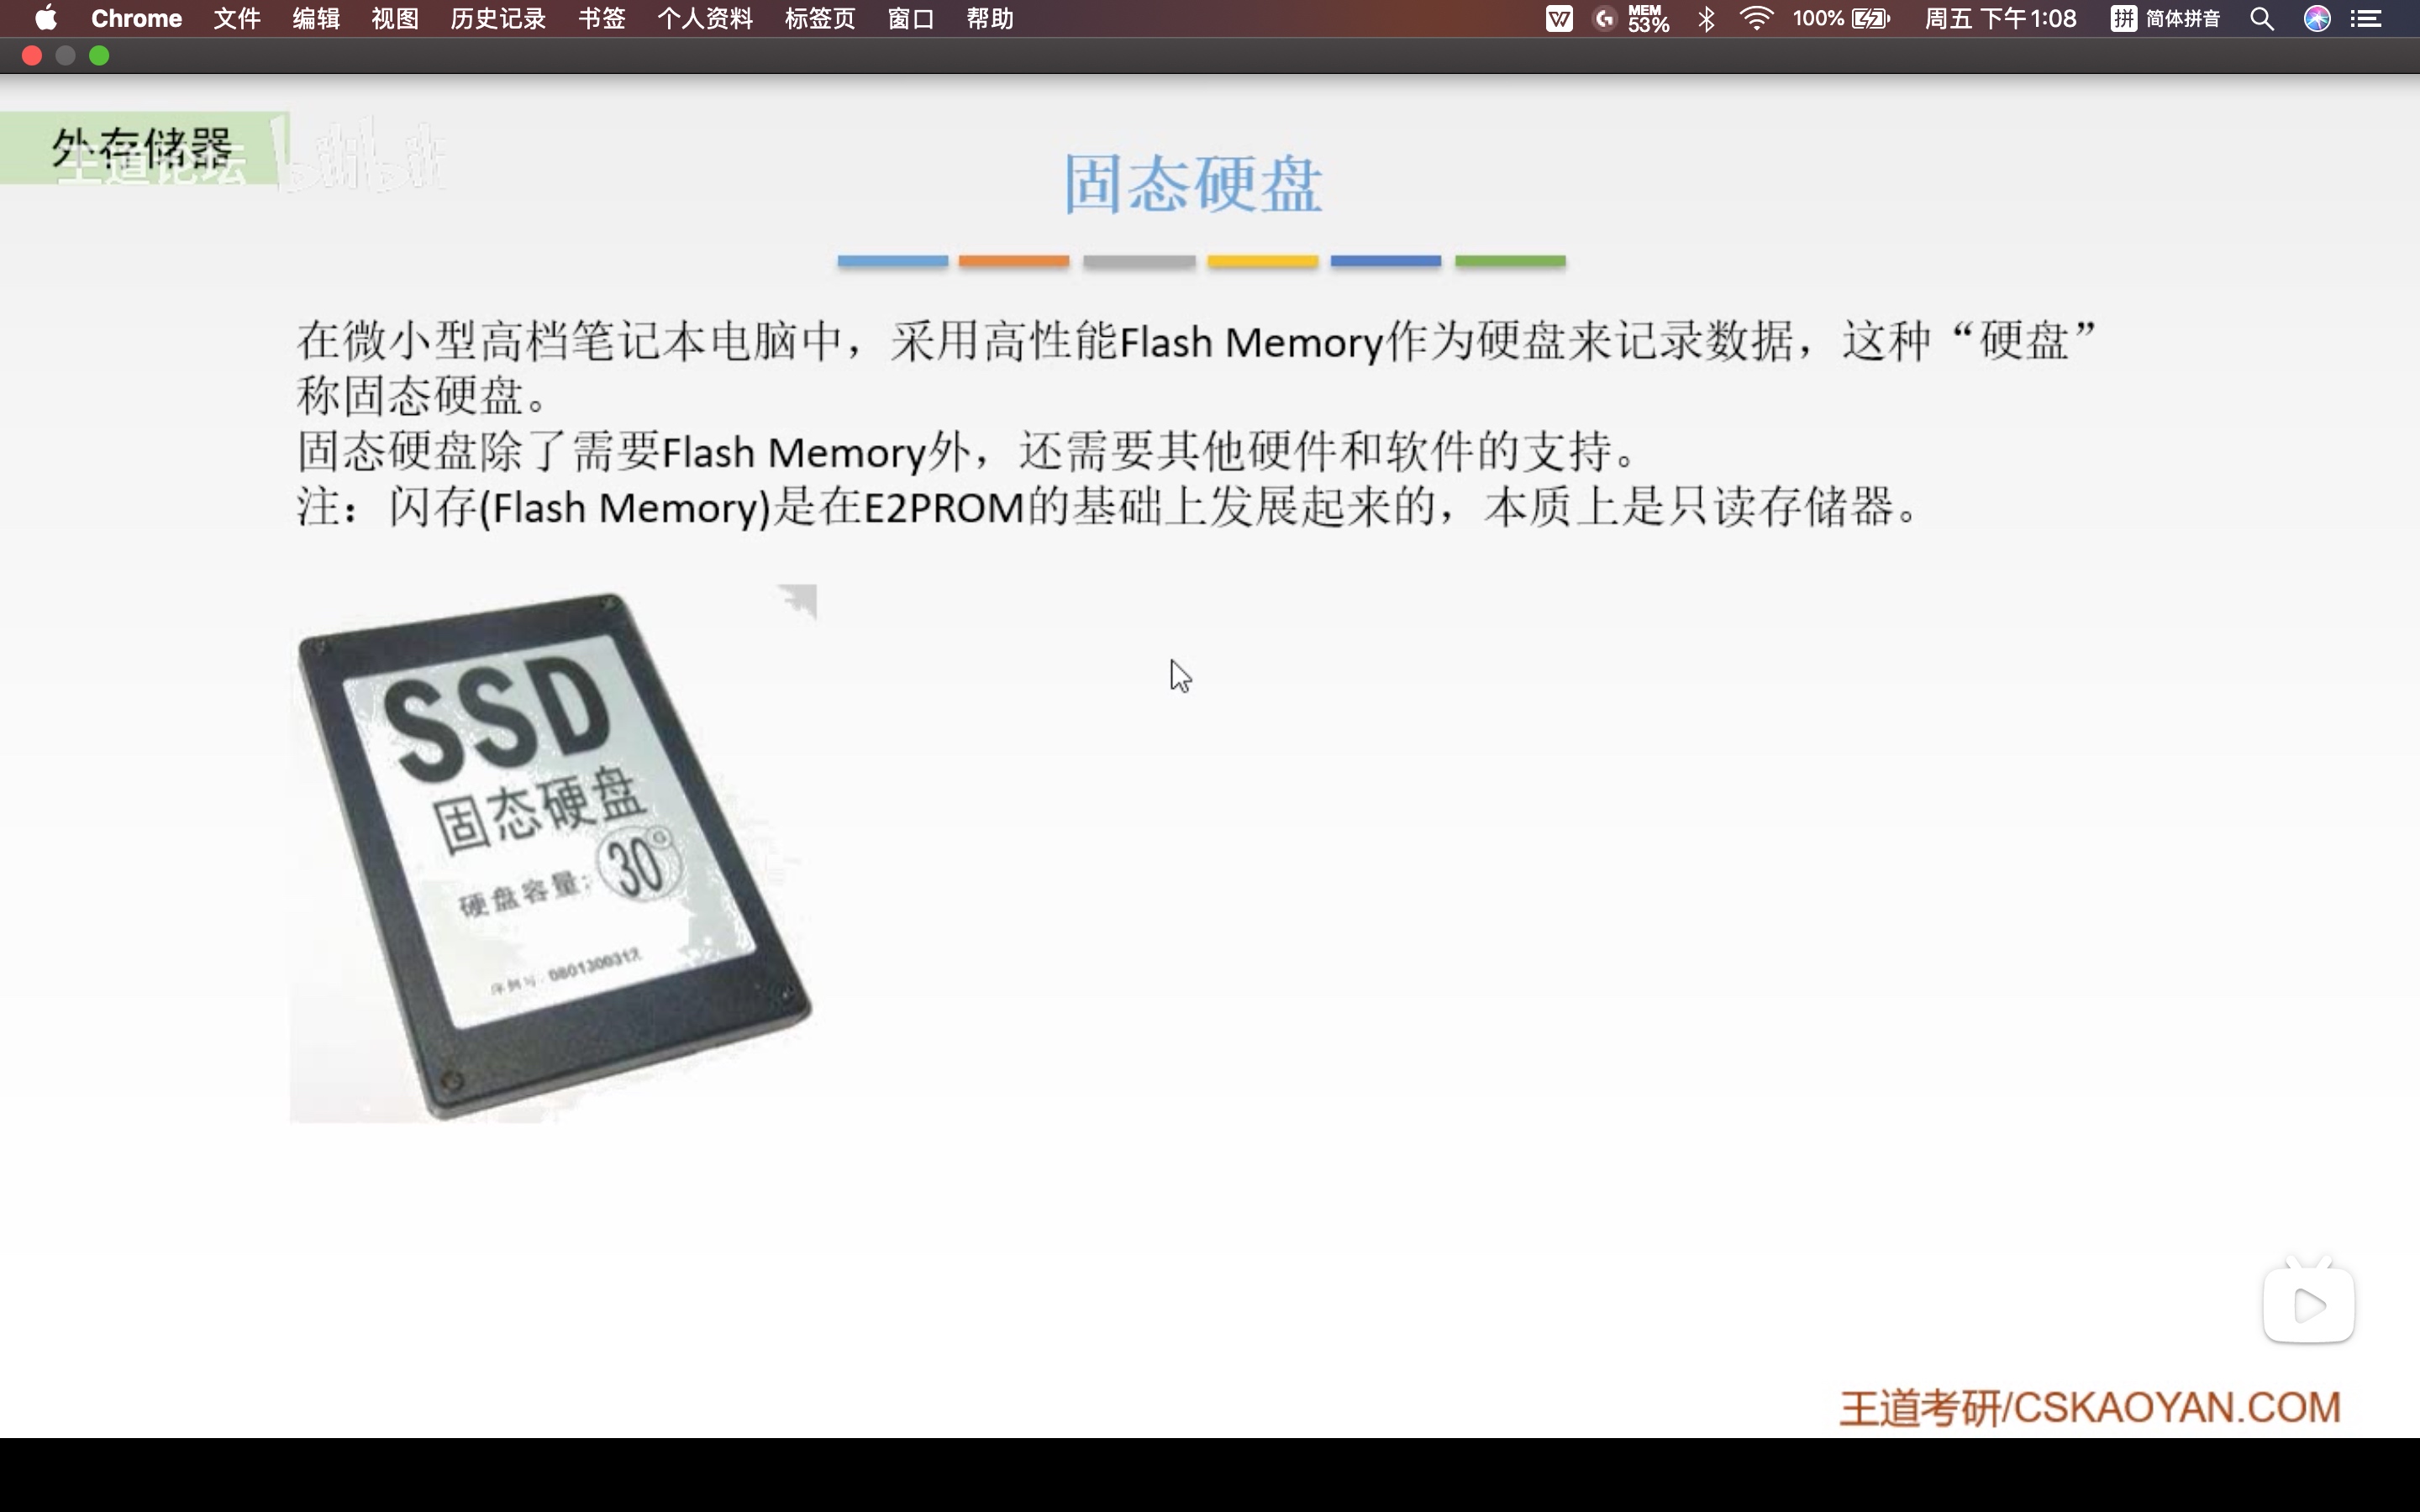 Chrome 文件 编辑 视图 历史记录 书签 个人资料 标签页 窗口 帮助 MEM 53% 100% 周五 下午1:08 拼 简体拼音
外存储器
王道论坛 bilibili
固态硬盘
在微小型高档笔记本电脑中，采用高性能Flash Memory作为硬盘来记录数据，这种“硬盘”
称固态硬盘。
固态硬盘除了需要Flash Memory外，还需要其他硬件和软件的支持。
注：闪存(Flash Memory)是在E2PROM的基础上发展起来的，本质上是只读存储器。
SSD
固态硬盘
硬盘容量: 30G
王道考研/CSKAOYAN.COM